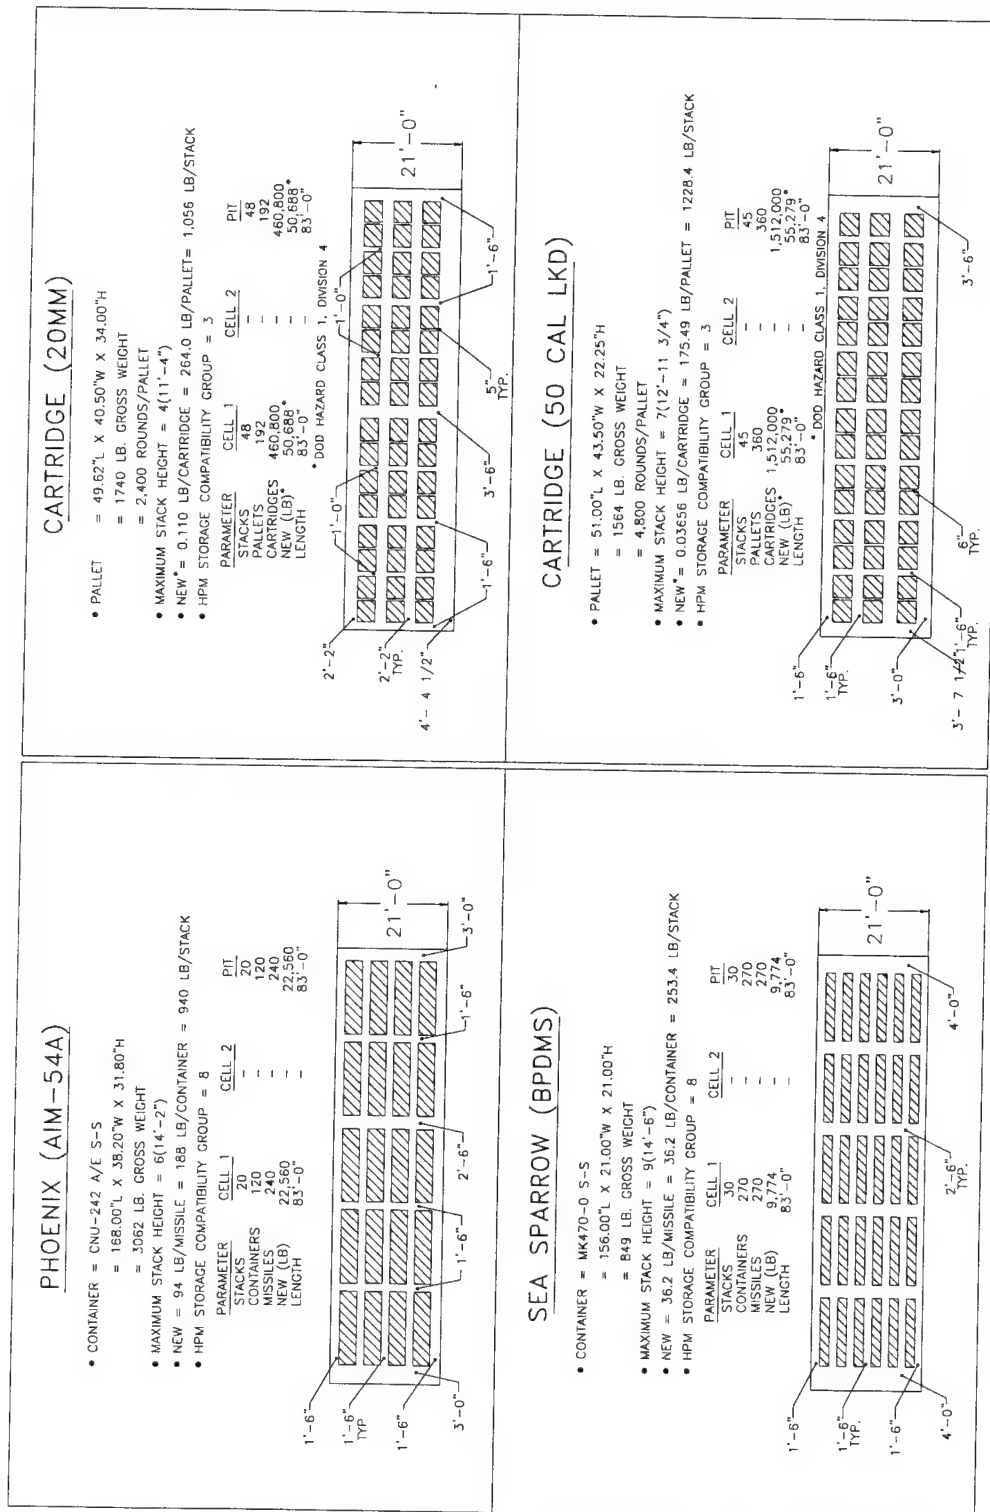 PHOENIX (AIM-54A)
• CONTAINER = CNU-242 A/E S-S
= 168.00"L X 38.20"W X 31.80"H
= 3062 LB. GROSS WEIGHT
• MAXIMUM STACK HEIGHT = 6(14'-2")
• NEW = 94 LB/MISSILE = 188 LB/CONTAINER = 940 LB/STACK
• HPM STORAGE COMPATIBILITY GROUP = 8
PARAMETER CELL 1 CELL 2 PIT
STACKS 20 - 20
CONTAINERS 120 - 120
MISSILES 240 - 240
NEW (LB) 22,560 - 22,560
LENGTH 83'-0" - 83'-0"
1'-6"
1'-6"
TYP
1'-6"
3'-0"
1'-6"
2'-6"
1'-6"
3'-0"
21'-0"
CARTRIDGE (20MM)
• PALLET = 49.62"L X 40.50"W X 34.00"H
= 1740 LB. GROSS WEIGHT
= 2,400 ROUNDS/PALLET
• MAXIMUM STACK HEIGHT = 4(11'-4")
• NEW* = 0.110 LB/CARTRIDGE = 264.0 LB/PALLET= 1,056 LB/STACK
• HPM STORAGE COMPATIBILITY GROUP = 3
PARAMETER CELL 1 CELL 2 PIT
STACKS 48 - 48
PALLETS 192 - 192
CARTRIDGES 460,800 - 460,800
NEW (LB)* 50,688* - 50,688*
LENGTH 83'-0" - 83'-0"
* DOD HAZARD CLASS 1, DIVISION 4
2'-2"
2'-2"
TYP.
4'- 4 1/2"
1'-0"
1'-0"
1'-6"
3'-6"
5"
TYP.
1'-6"
21'-0"
SEA SPARROW (BPDMS)
• CONTAINER = MK470-0 S-S
= 156.00"L X 21.00"W X 21.00"H
= 849 LB. GROSS WEIGHT
• MAXIMUM STACK HEIGHT = 9(14'-6")
• NEW = 36.2 LB/MISSILE = 36.2 LB/CONTAINER = 253.4 LB/STACK
• HPM STORAGE COMPATIBILITY GROUP = 8
PARAMETER CELL 1 CELL 2 PIT
STACKS 30 - 30
CONTAINERS 270 - 270
MISSILES 270 - 270
NEW (LB) 9,774 - 9,774
LENGTH 83'-0" - 83'-0"
1'-6"
1'-6"
TYP.
1'-6"
4'-0"
2'-6"
TYP.
4'-0"
21'-0"
CARTRIDGE (50 CAL LKD)
• PALLET = 51.00"L X 43.50"W X 22.25"H
= 1564 LB. GROSS WEIGHT
= 4,800 ROUNDS/PALLET
• MAXIMUM STACK HEIGHT = 7(12'-11 3/4")
• NEW* = 0.03656 LB/CARTRIDGE = 175.49 LB/PALLET = 1228.4 LB/STACK
• HPM STORAGE COMPATIBILITY GROUP = 3
PARAMETER CELL 1 CELL 2 PIT
STACKS 45 - 45
PALLETS 360 - 360
CARTRIDGES 1,512,000 - 1,512,000
NEW (LB)* 55,279* - 55,279*
LENGTH 83'-0" - 83'-0"
* DOD HAZARD CLASS 1, DIVISION 4
1'-6"
1'-6"
TYP.
3'-0"
3'- 7 1/2"
1'-6"
TYP.
6"
TYP.
3'-6"
21'-0"